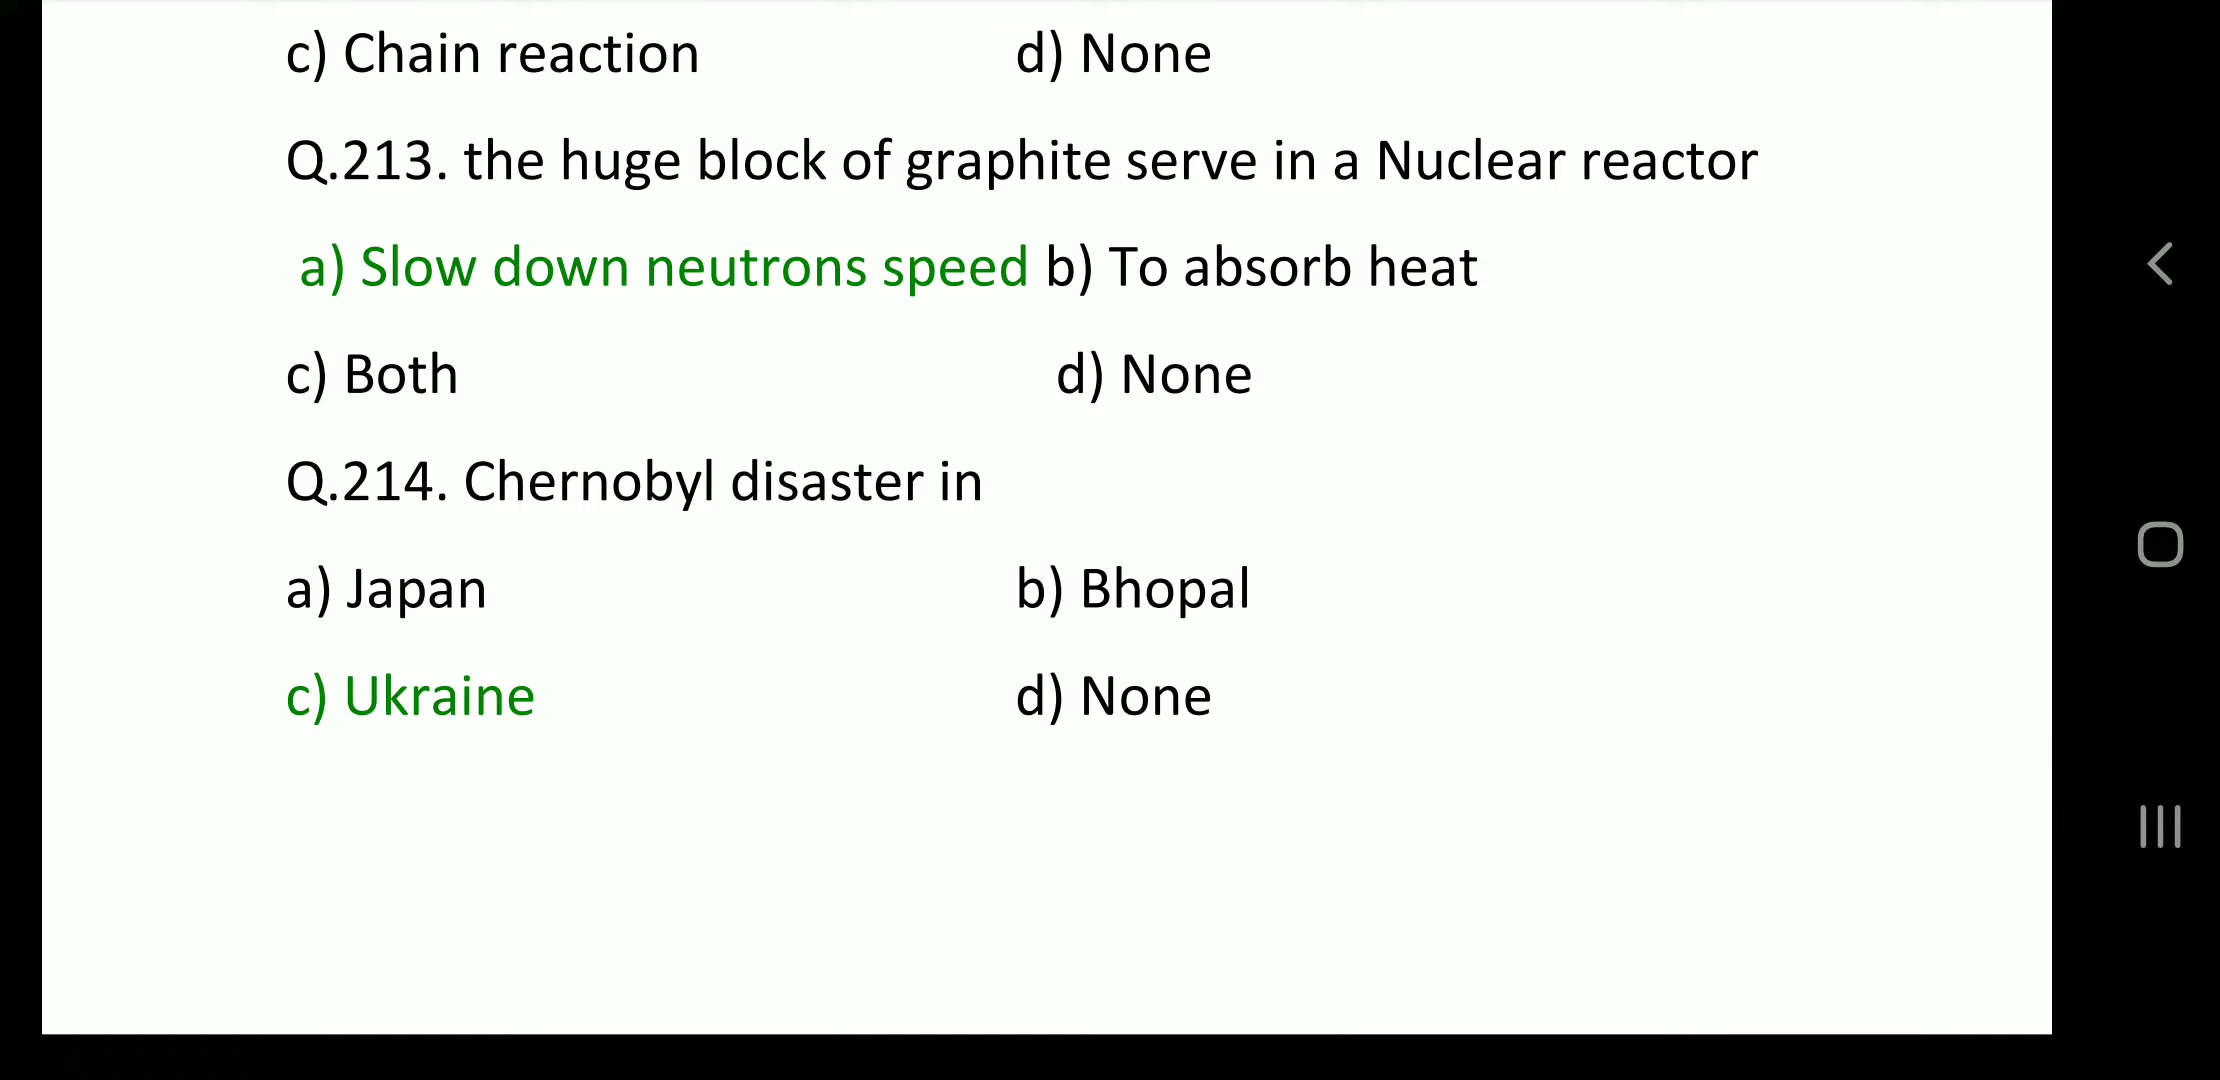 c) Chain reaction d) None
Q.213. the huge block of graphite serve in a Nuclear reactor
a) Slow down neutrons speed b) To absorb heat
c) Both d) None
Q.214. Chernobyl disaster in
a) Japan b) Bhopal
c) Ukraine d) None